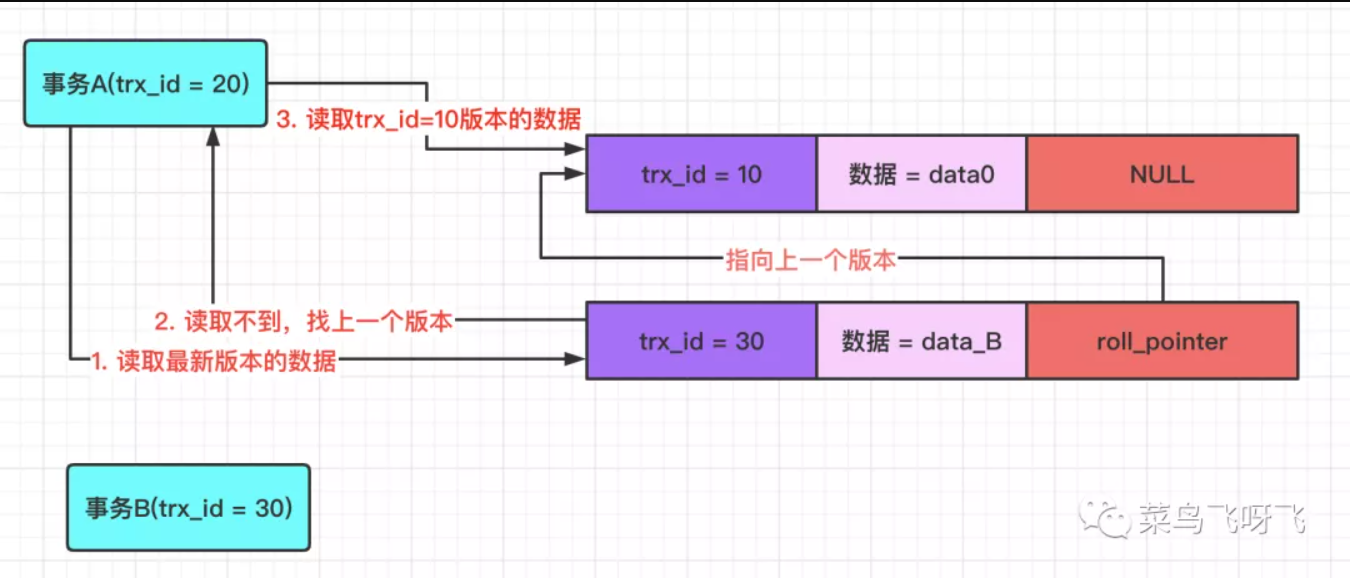 事务A(trx_id = 20)
3. 读取trx_id=10版本的数据
trx_id = 10
数据 = data0
NULL
指向上一个版本
2. 读取不到，找上一个版本
1. 读取最新版本的数据
trx_id = 30
数据 = data_B
roll_pointer
事务B(trx_id = 30)
菜鸟飞呀飞